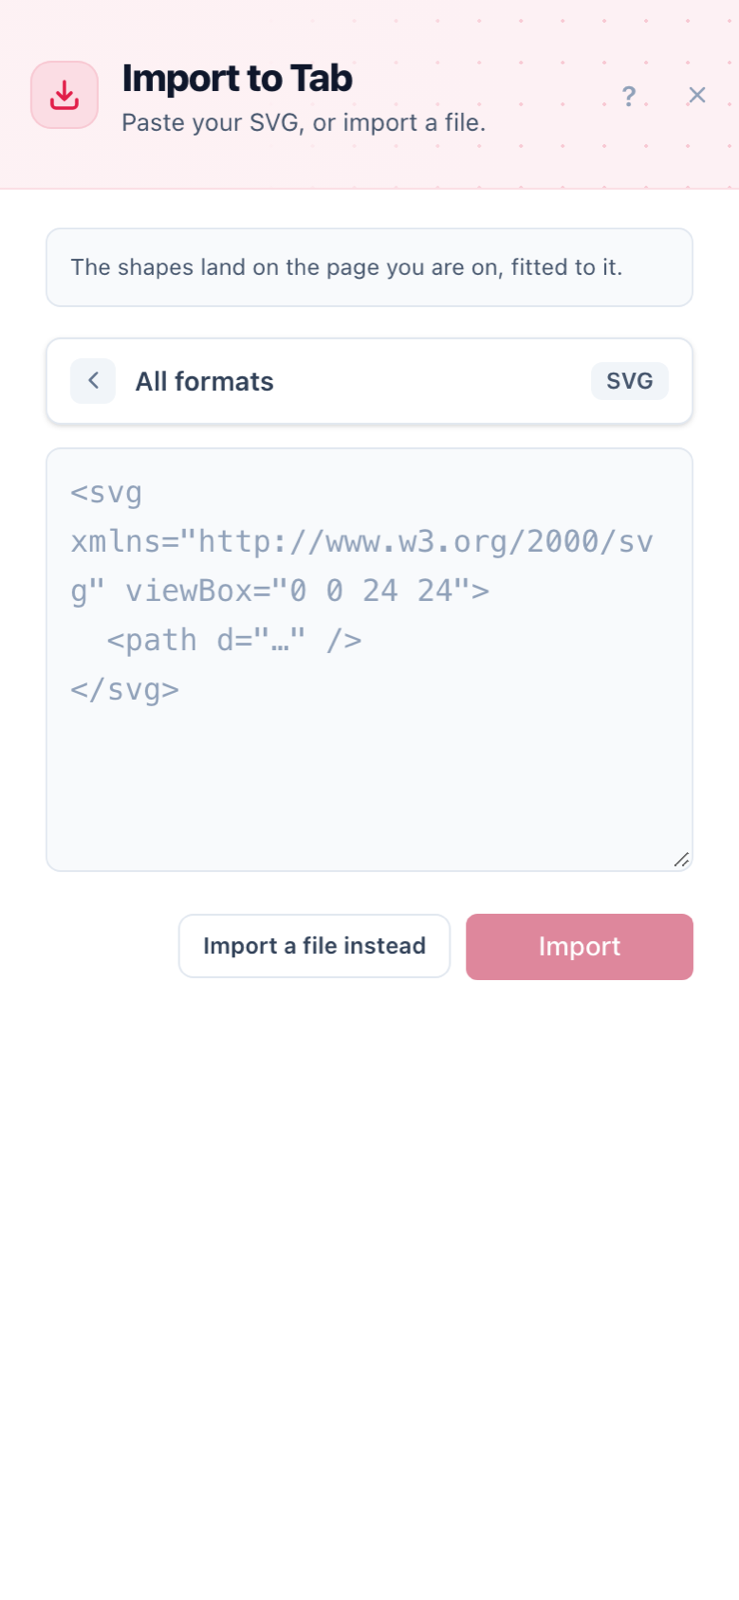 Import to Tab
Paste your SVG, or import a file.
?
The shapes land on the page you are on, fitted to it.
All formats
SVG
<svg
xmlns="http://www.w3.org/2000/sv
g" viewBox="0 0 24 24">
  <path d="…" />
</svg>
Import a file instead
Import